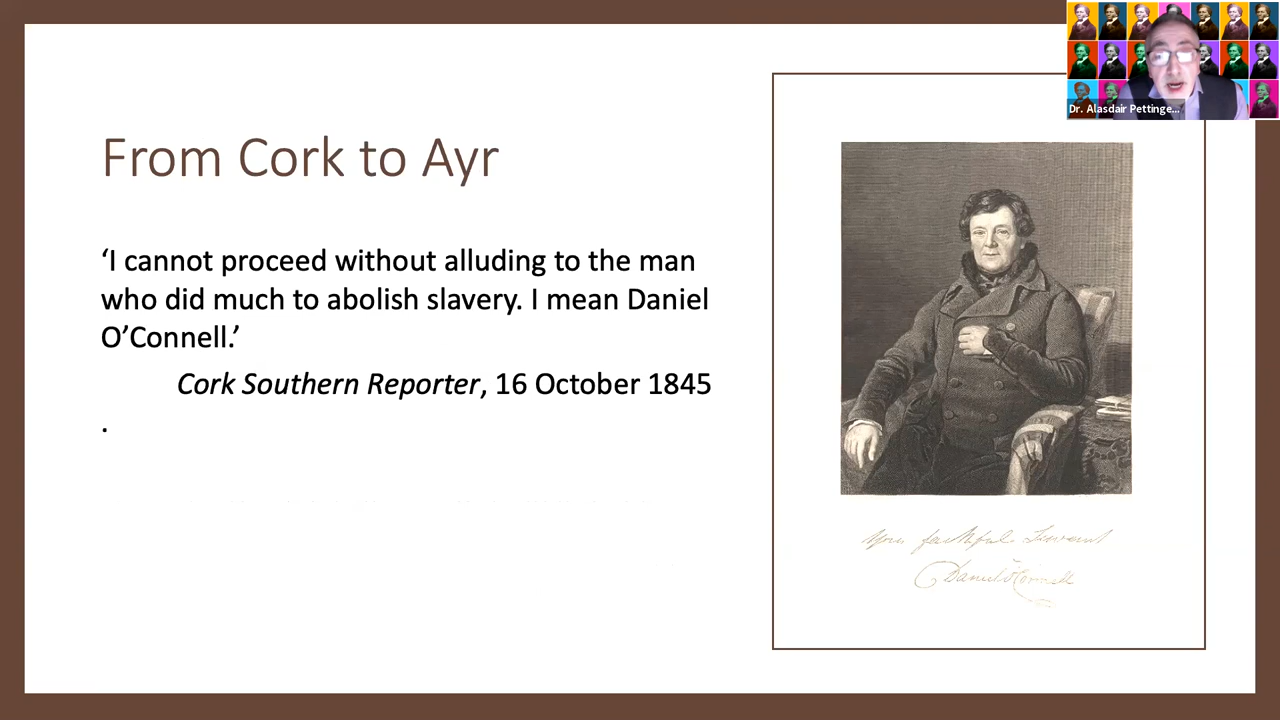 Dr. Alasdair Pettinge...
From Cork to Ayr
‘I cannot proceed without alluding to the man
who did much to abolish slavery. I mean Daniel
O’Connell.’
Cork Southern Reporter, 16 October 1845
.
Your faithful Servant
Daniel O'Connell